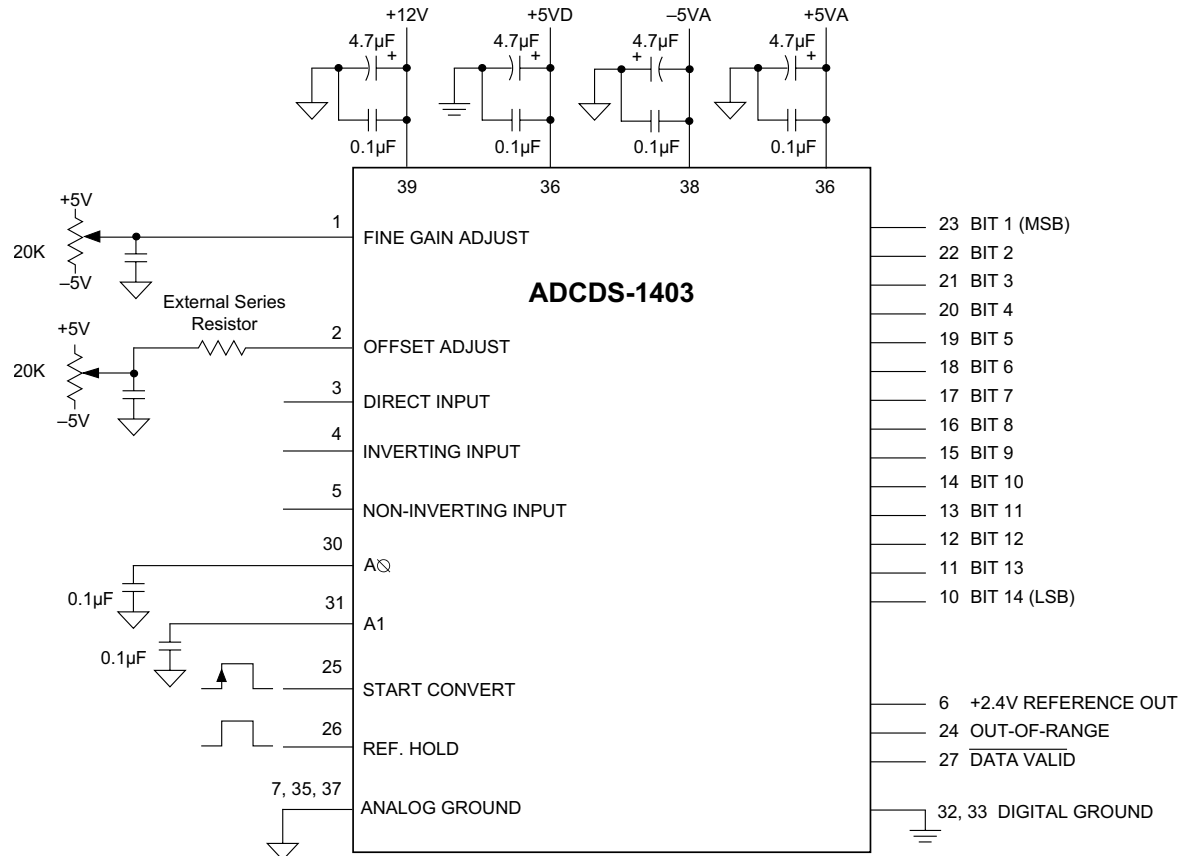 +12V +5VD –5VA +5VA
4.7µF + 4.7µF + 4.7µF + 4.7µF +
0.1µF 0.1µF 0.1µF 0.1µF
39 36 38 36
ADCDS-1403
+5V
20K
–5V
1 FINE GAIN ADJUST
External Series
Resistor
+5V
20K
–5V
2 OFFSET ADJUST
3 DIRECT INPUT
4 INVERTING INPUT
5 NON-INVERTING INPUT
30 A∅
0.1µF
31 A1
0.1µF
25 START CONVERT
26 REF. HOLD
7, 35, 37 ANALOG GROUND
23 BIT 1 (MSB)
22 BIT 2
21 BIT 3
20 BIT 4
19 BIT 5
18 BIT 6
17 BIT 7
16 BIT 8
15 BIT 9
14 BIT 10
13 BIT 11
12 BIT 12
11 BIT 13
10 BIT 14 (LSB)
6 +2.4V REFERENCE OUT
24 OUT-OF-RANGE
27 DATA VALID
32, 33 DIGITAL GROUND